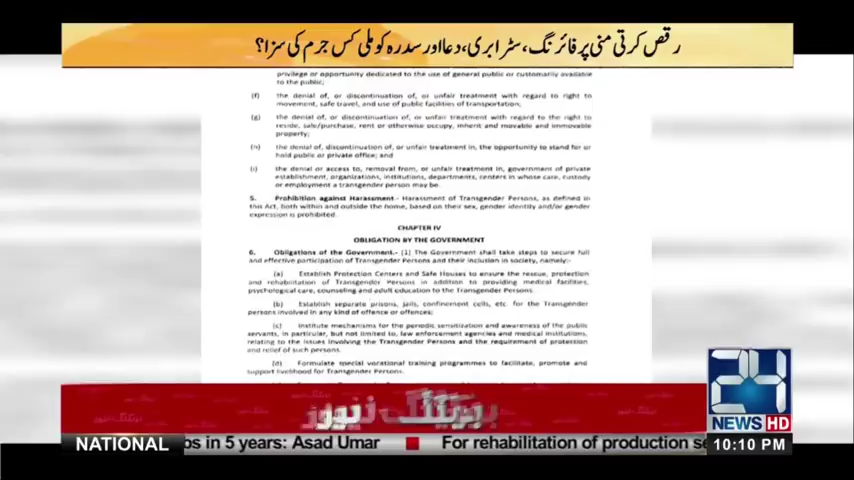 رقص کرتی منی پر فائرنگ، سٹرابری، دعا اور سدرہ کو ملی کس جرم کی سزا؟
privilege or opportunity dedicated to the use of general public or customarily available
to the public;
(f) the denial of, or discontinuation of, or unfair treatment with regard to right to
movement, safe travel, and use of public facilities of transportation;
(g) the denial of, or discontinuation of, or unfair treatment with regard to the right to
reside, sale/purchase, rent or otherwise occupy, inherit and movable and immovable
property;
(h) the denial of, discontinuation of, or unfair treatment in, the opportunity to stand for or
hold public or private office; and
(i) the denial or access to, removal from, or unfair treatment in, government of private
establishment, organizations, institutions, departments, centers in whose care, custody
or employment a transgender person may be.
5. Prohibition against Harassment.- Harassment of Transgender Persons, as defined in
this Act, both within and outside the home, based on their sex, gender identity and/or gender
expression is prohibited.
CHAPTER IV
OBLIGATION BY THE GOVERNMENT
6. Obligations of the Government.- (1) The Government shall take steps to secure full
and effective participation of Transgender Persons and their inclusion in society, namely:-
(a) Establish Protection Centers and Safe Houses to ensure the rescue, protection
and rehabilitation of Transgender Persons in addition to providing medical facilities,
psychological care, counseling and adult education to the Transgender Persons.
(b) Establish separate prisons, jails, confinement cells, etc. for the Transgender
persons involved in any kind of offence or offences;
(c) Institute mechanisms for the periodic sensitization and awareness of the public
servants, in particular, but not limited to, law enforcement agencies and medical institutions,
relating to the issues involving the Transgender Persons and the requirement of protection
and relief of such persons.
(d) Formulate special vocational training programmes to facilitate, promote and
support livelihood for Transgender Persons.
بریکنگ نیوز
24
NEWS HD
NATIONAL bs in 5 years: Asad Umar For rehabilitation of production se 10:10 PM